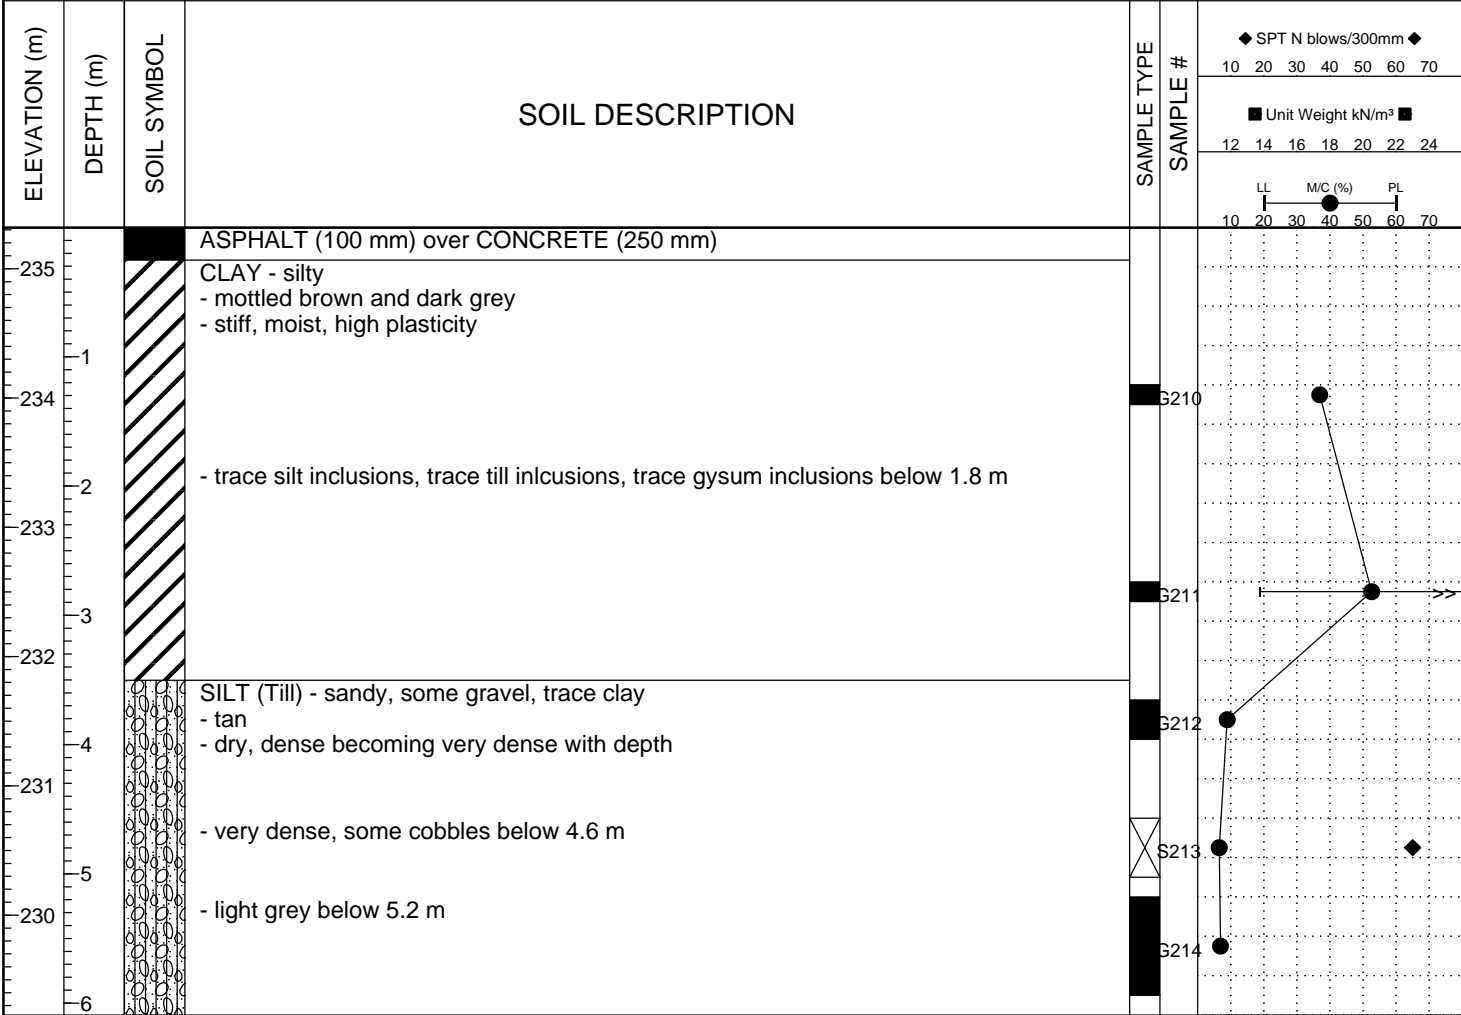 ELEVATION (m)
DEPTH (m)
SOIL SYMBOL
SOIL DESCRIPTION
SAMPLE TYPE
SAMPLE #
◆ SPT N blows/300mm ◆
10 20 30 40 50 60 70
■ Unit Weight kN/m³ ■
12 14 16 18 20 22 24
LL M/C (%) PL
10 20 30 40 50 60 70
ASPHALT (100 mm) over CONCRETE (250 mm)
235
CLAY - silty
- mottled brown and dark grey
- stiff, moist, high plasticity
1
234
G210
- trace silt inclusions, trace till inlcusions, trace gysum inclusions below 1.8 m
2
233
G211
>>
3
232
SILT (Till) - sandy, some gravel, trace clay
- tan
G212
- dry, dense becoming very dense with depth
4
231
- very dense, some cobbles below 4.6 m
S213
5
- light grey below 5.2 m
230
G214
6